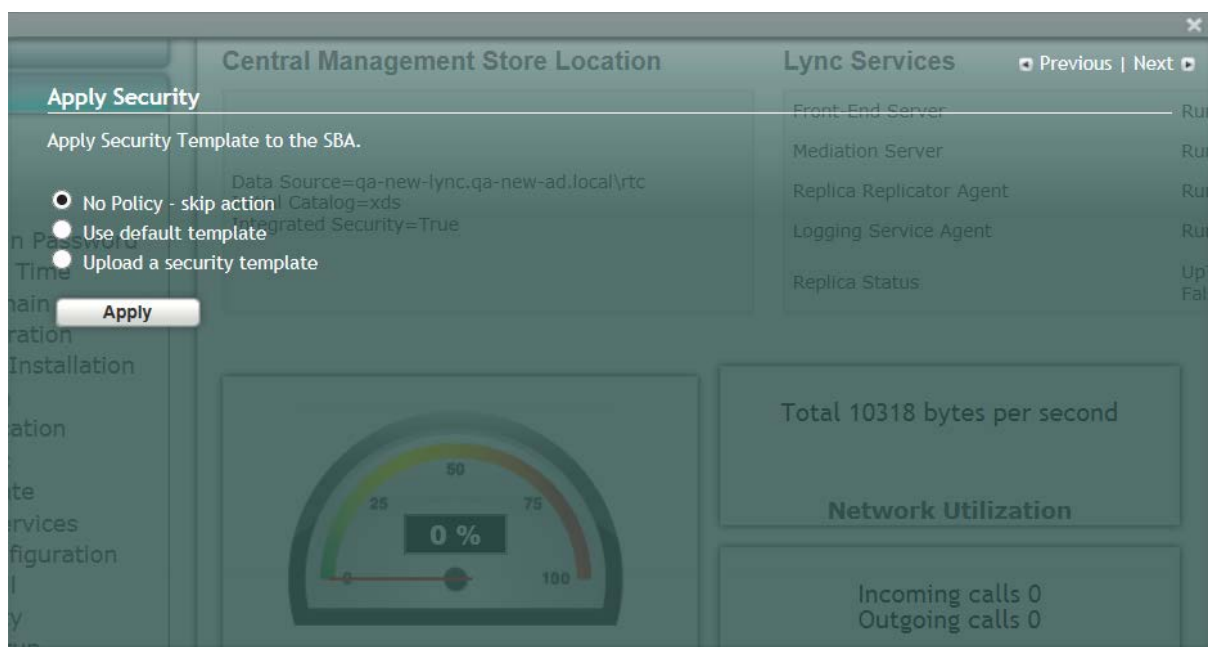 Central Management Store Location
Lync Services
Previous | Next
Apply Security
Apply Security Template to the SBA.
Front-End Server
Mediation Server
Data Source=qa-new-lync.qa-new-ad.local\rtc
Replica Replicator Agent
Catalog=xds
No Policy - skip action
Integrated Security=True
Use default template
Logging Service Agent
Password
Upload a security template
Time
Replica Status
Apply
Installation
Total 10318 bytes per second
50
25
75
0 %
Network Utilization
0
100
Incoming calls 0
Outgoing calls 0